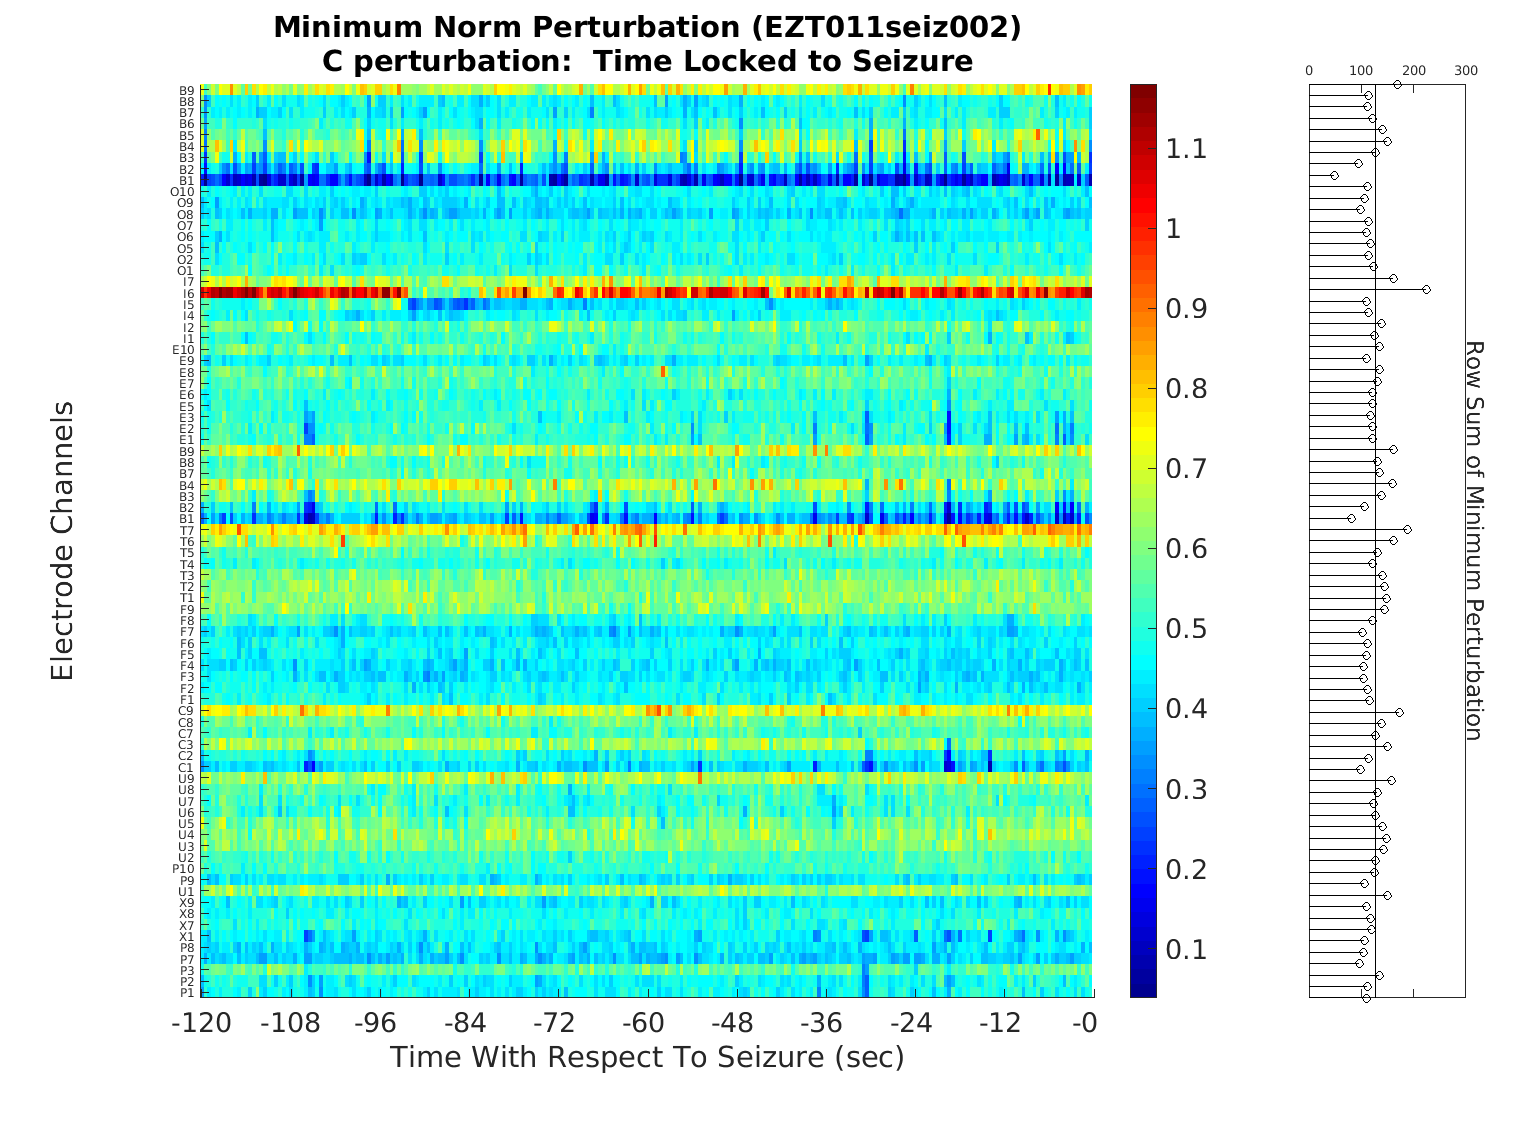 Minimum Norm Perturbation (EZT011seiz002)
C perturbation:  Time Locked to Seizure
Electrode Channels
B9
B8
B7
B6
B5
B4
B3
B2
B1
O10
O9
O8
O7
O6
O5
O2
O1
I7
I6
I5
I4
I2
I1
E10
E9
E8
E7
E6
E5
E3
E2
E1
B9
B8
B7
B4
B3
B2
B1
T7
T6
T5
T4
T3
T2
T1
F9
F8
F7
F6
F5
F4
F3
F2
F1
C9
C8
C7
C3
C2
C1
U9
U8
U7
U6
U5
U4
U3
U2
P10
P9
U1
X9
X8
X7
X1
P8
P7
P3
P2
P1
-120 -108 -96 -84 -72 -60 -48 -36 -24 -12 -0
Time With Respect To Seizure (sec)
1.1
1
0.9
0.8
0.7
0.6
0.5
0.4
0.3
0.2
0.1
0 100 200 300
Row Sum of Minimum Perturbation